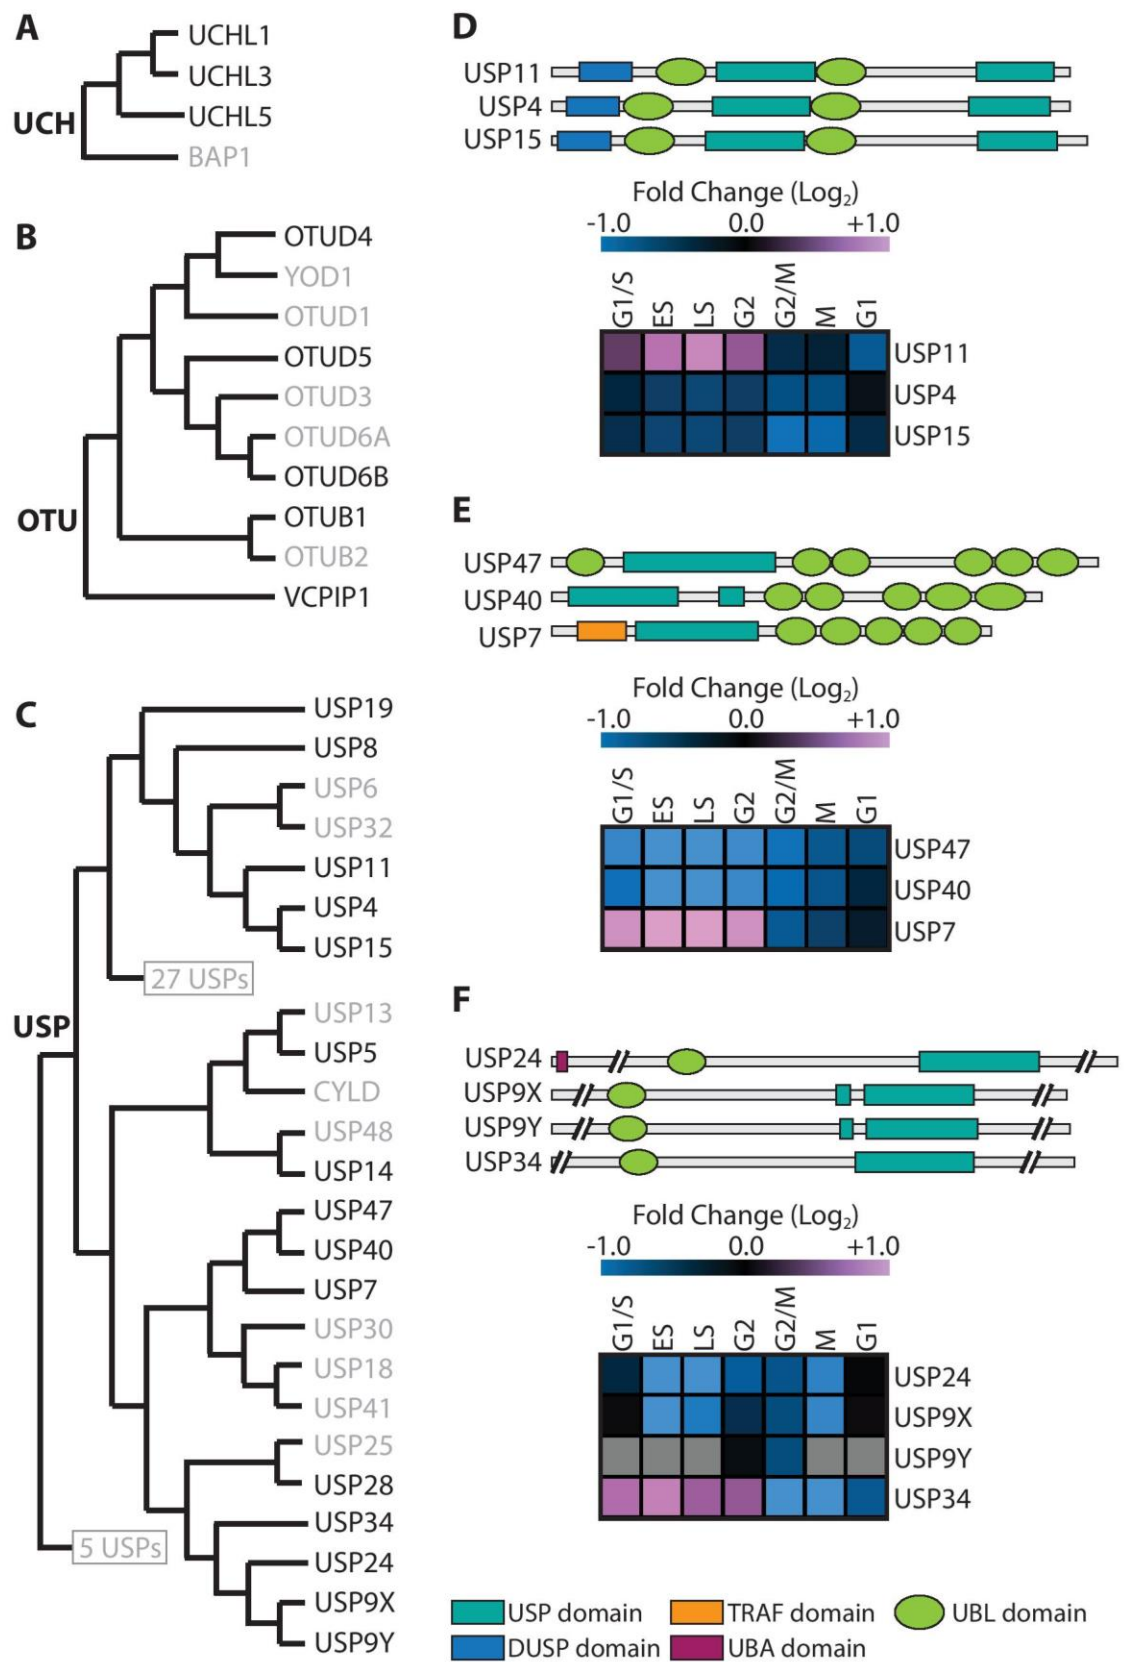 A
UCHL1
UCHL3
UCHL5
UCH
BAP1
B
OTUD4
YOD1
OTUD1
OTUD5
OTUD3
OTUD6A
OTUD6B
OTUB1
OTU
OTUB2
VCPIP1
C
USP19
USP8
USP6
USP32
USP11
USP4
USP15
27 USPs
USP13
USP
USP5
CYLD
USP48
USP14
USP47
USP40
USP7
USP30
USP18
USP41
USP25
USP28
USP34
5 USPs
USP24
USP9X
USP9Y
D
USP11
USP4
USP15
Fold Change (Log₂)
-1.0 0.0 +1.0
G1/S ES LS G2 G2/M M G1
USP11
USP4
USP15
E
USP47
USP40
USP7
Fold Change (Log₂)
-1.0 0.0 +1.0
G1/S ES LS G2 G2/M M G1
USP47
USP40
USP7
F
USP24
USP9X
USP9Y
USP34
Fold Change (Log₂)
-1.0 0.0 +1.0
G1/S ES LS G2 G2/M M G1
USP24
USP9X
USP9Y
USP34
USP domain TRAF domain UBL domain
DUSP domain UBA domain